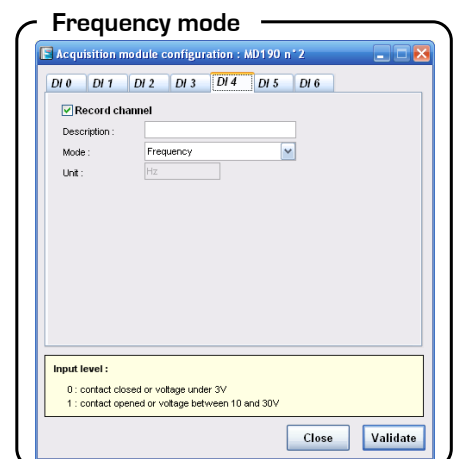 Frequency mode
Acquisition module configuration : MD190 n°2
DI 0 DI 1 DI 2 DI 3 DI 4 DI 5 DI 6
Record channel
Description :
Mode : Frequency
Unit : Hz
Input level :
0 : contact closed or voltage under 3V
1 : contact opened or voltage between 10 and 30V
Close Validate